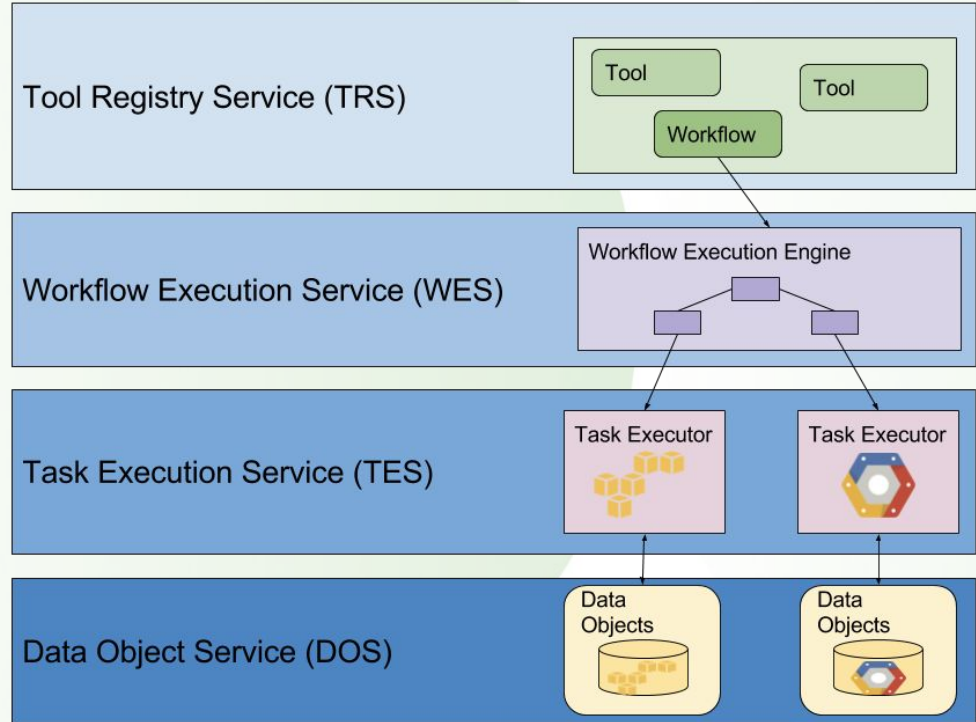 Tool Registry Service (TRS)
Tool
Tool
Workflow
Workflow Execution Service (WES)
Workflow Execution Engine
Task Execution Service (TES)
Task Executor
Task Executor
Data Object Service (DOS)
Data
Objects
Data
Objects